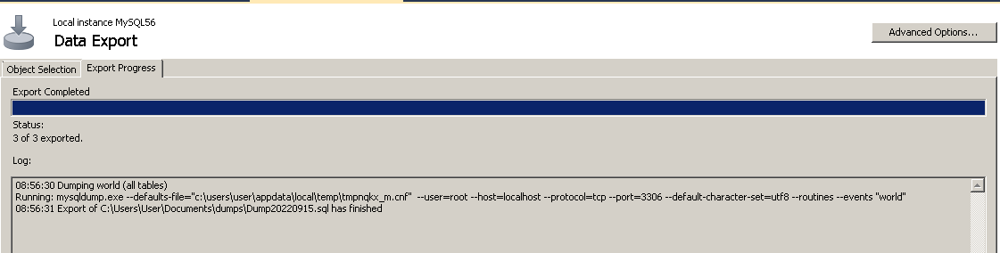 Local instance MySQL56
Data Export
Advanced Options...
Object Selection
Export Progress
Export Completed
Status:
3 of 3 exported.
Log:
08:56:30 Dumping world (all tables)
Running: mysqldump.exe --defaults-file="c:\users\user\appdata\local\temp\tmpnqkx_m.cnf"  --user=root --host=localhost --protocol=tcp --port=3306 --default-character-set=utf8 --routines --events "world"
08:56:31 Export of C:\Users\User\Documents\dumps\Dump20220915.sql has finished